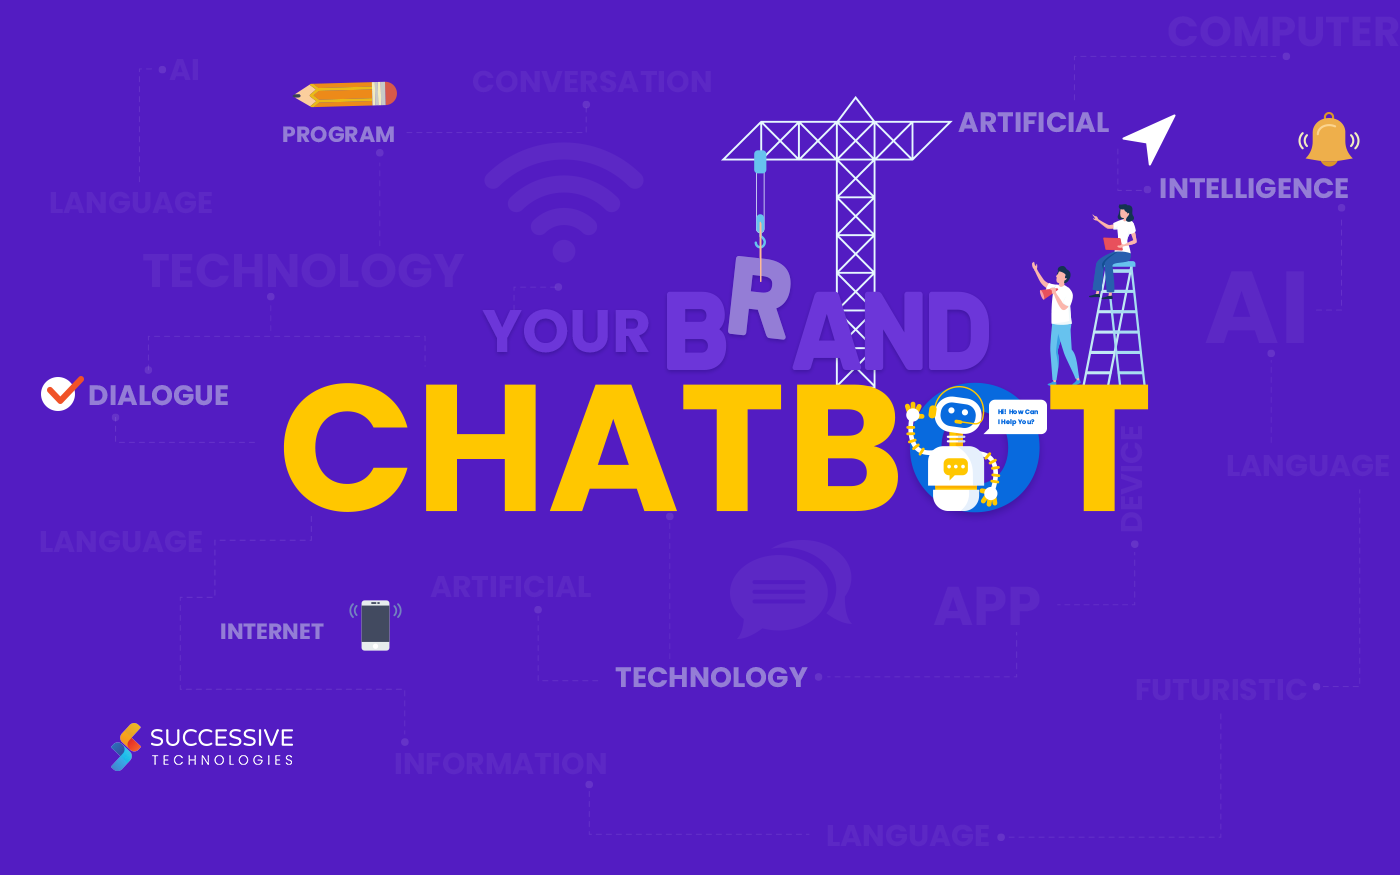 COMPUTER
AI
CONVERSATION
PROGRAM
ARTIFICIAL
INTELLIGENCE
LANGUAGE
TECHNOLOGY
AI
YOUR BRAND
DIALOGUE
CHATBOT
Hi! How Can
I Help You?
DEVICE
LANGUAGE
LANGUAGE
ARTIFICIAL
APP
INTERNET
TECHNOLOGY
FUTURISTIC
SUCCESSIVE
TECHNOLOGIES
INFORMATION
LANGUAGE